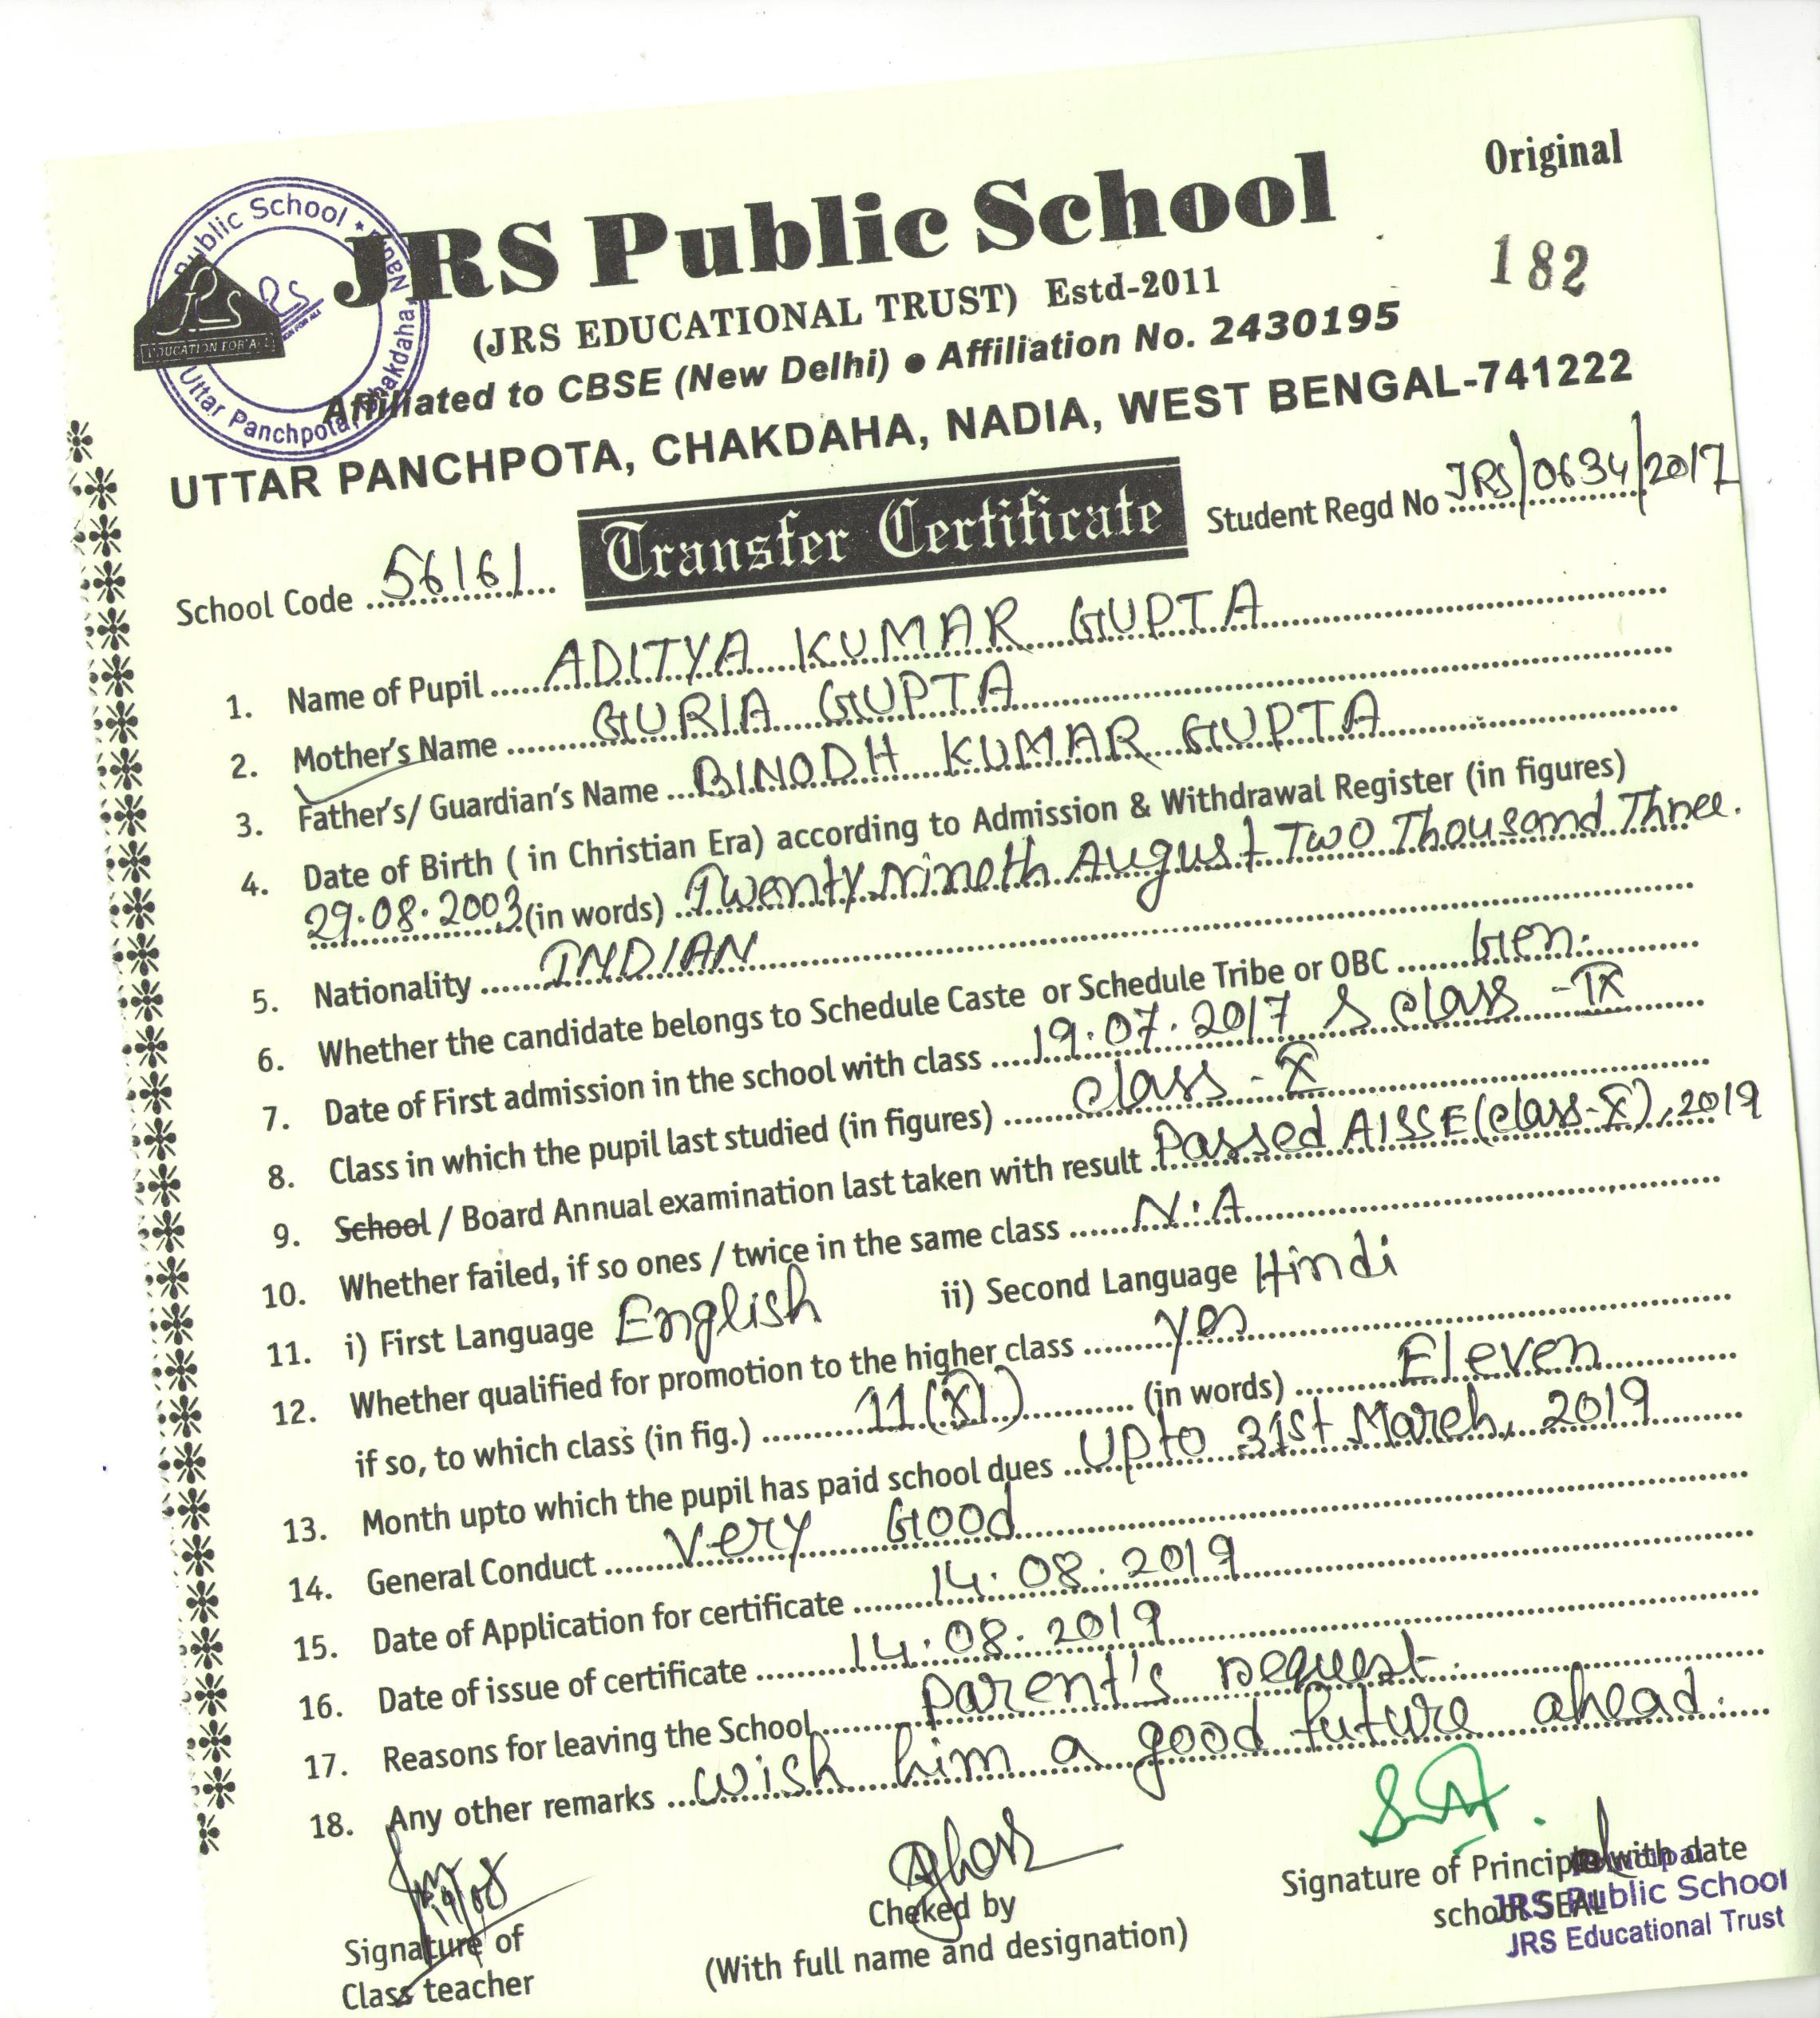 Original
JRS Public School
182
(JRS EDUCATIONAL TRUST) Estd-2011
Affiliated to CBSE (New Delhi) ● Affiliation No. 2430195
UTTAR PANCHPOTA, CHAKDAHA, NADIA, WEST BENGAL-741222
Public School * Nadia
Uttar Panchpota, Chakdaha,
JRS
EDUCATION FOR ALL
School Code 56161
Transfer Certificate
Student Regd No JRS/0634/2017
1. Name of Pupil ADITYA KUMAR GUPTA
2. Mother's Name GURIA GUPTA
3. Father's/ Guardian's Name BINODH KUMAR GUPTA
4. Date of Birth ( in Christian Era) according to Admission & Withdrawal Register (in figures)
29.08.2003 (in words) Twenty nineth August Two Thousand Three.
5. Nationality INDIAN
6. Whether the candidate belongs to Schedule Caste or Schedule Tribe or OBC Gen.
7. Date of First admission in the school with class 19.07.2017 & class - IX
8. Class in which the pupil last studied (in figures) class - X
9. School / Board Annual examination last taken with result Passed AISSE (class-X), 2019
10. Whether failed, if so ones / twice in the same class N.A
11. i) First Language English ii) Second Language Hindi
12. Whether qualified for promotion to the higher class yes
if so, to which class (in fig.) 11 (XI) (in words) Eleven
13. Month upto which the pupil has paid school dues Upto 31st March, 2019
14. General Conduct Very Good
15. Date of Application for certificate 14.08.2019
16. Date of issue of certificate 14.08.2019
17. Reasons for leaving the School parent's request.
18. Any other remarks wish him a good future ahead.
Signature of
Class teacher
Cheked by
(With full name and designation)
Signature of Principal with date
school SEAL
Principal
JRS Public School
JRS Educational Trust